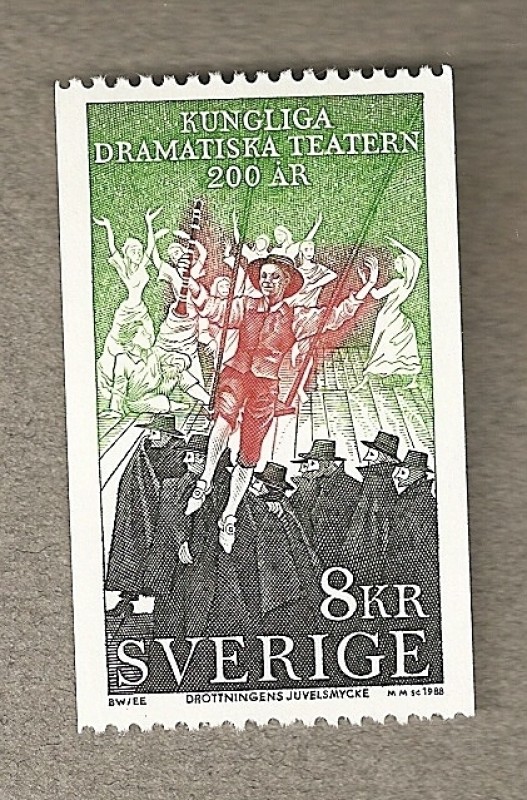 KUNGLIGA
DRAMATISKA TEATERN
200 ÅR
8KR
SVERIGE
BW/EE DROTTNINGENS JUVELSMYCKE M M sc 1988